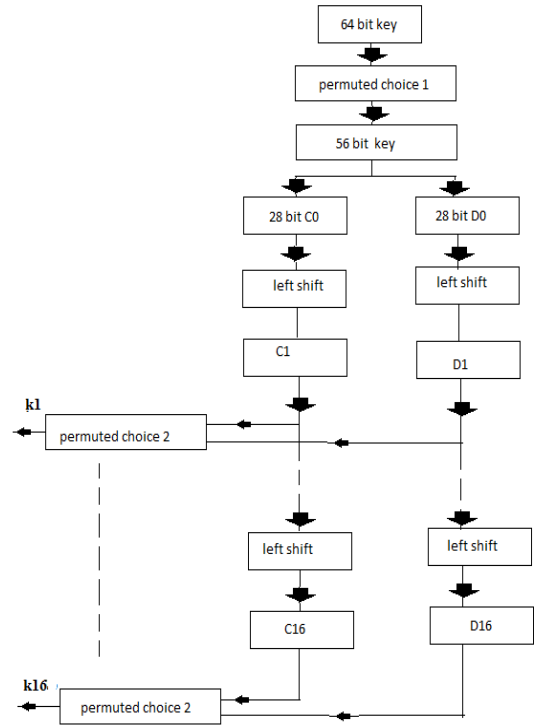 64 bit key
permuted choice 1
56 bit key
28 bit C0
28 bit D0
left shift
left shift
C1
D1
k1
permuted choice 2
left shift
left shift
C16
D16
k16
permuted choice 2